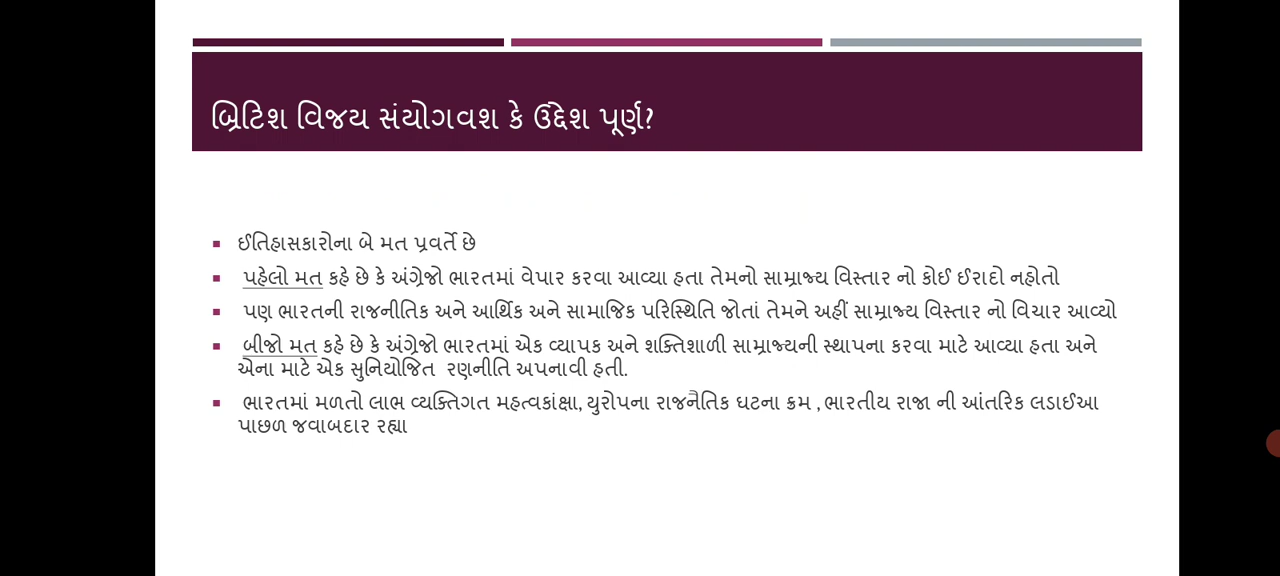 બ્રિટિશ વિજય સંયોગવશ કે ઉદ્દેશ પૂર્ણ?
▪ ઈતિહાસકારોના બે મત પ્રવર્તે છે
▪ પહેલો મત કહે છે કે અંગ્રેજો ભારતમાં વેપાર કરવા આવ્યા હતા તેમનો સામ્રાજ્ય વિસ્તાર નો કોઈ ઈરાદો નહોતો
▪ પણ ભારતની રાજનીતિક અને આર્થિક અને સામાજિક પરિસ્થિતિ જોતાં તેમને અહીં સામ્રાજ્ય વિસ્તાર નો વિચાર આવ્યો
▪ બીજો મત કહે છે કે અંગ્રેજો ભારતમાં એક વ્યાપક અને શક્તિશાળી સામ્રાજ્યની સ્થાપના કરવા માટે આવ્યા હતા અને
એના માટે એક સુનિયોજિત રણનીતિ અપનાવી હતી.
▪ ભારતમાં મળતો લાભ વ્યક્તિગત મહત્વકાંક્ષા, યુરોપના રાજનૈતિક ઘટના ક્રમ , ભારતીય રાજા ની આંતરિક લડાઈઆ
પાછળ જવાબદાર રહ્યા